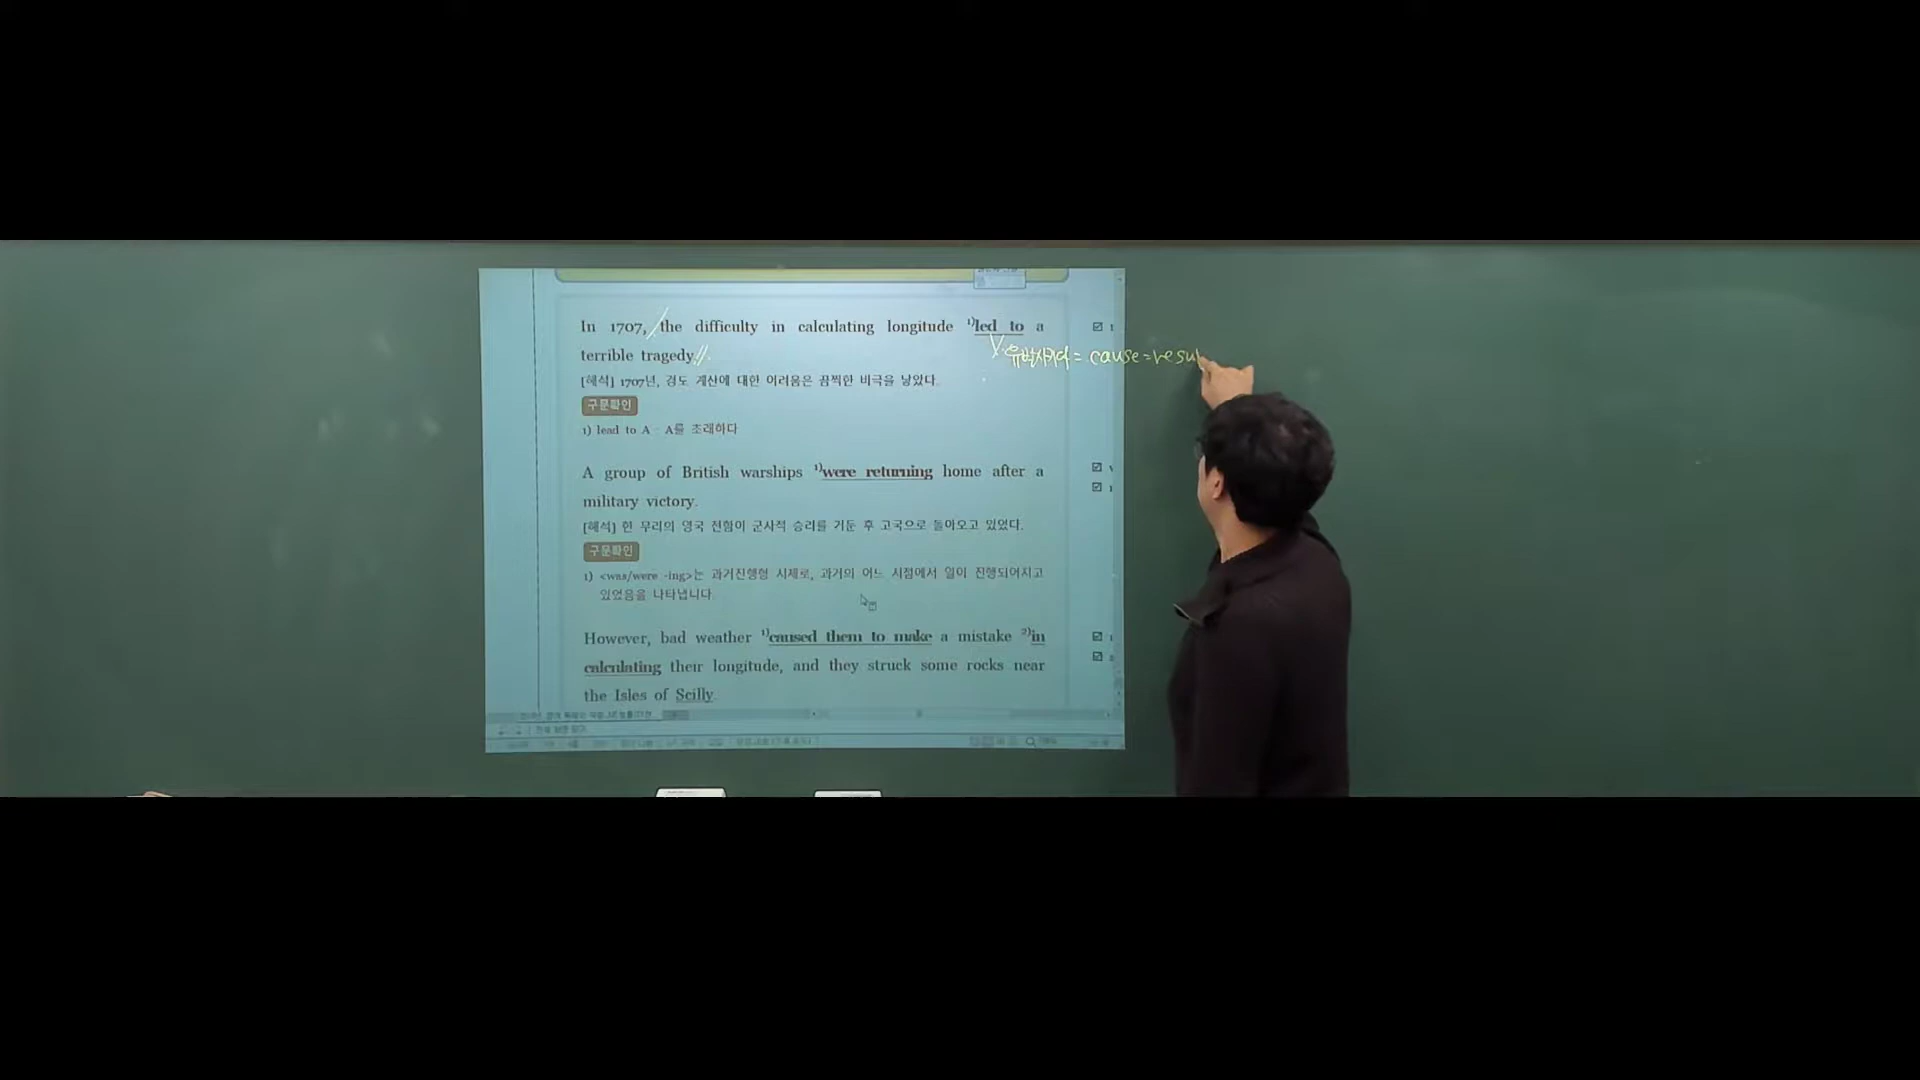 In 1707, the difficulty in calculating longitude ¹⁾led to a
terrible tragedy.
유발시키다 = cause = resul
[해석] 1707년, 경도 계산에 대한 어려움은 끔찍한 비극을 낳았다.
구문확인
1) lead to A A를 초래하다
A group of British warships ¹⁾were returning home after a
military victory.
[해석] 한 무리의 영국 전함이 군사적 승리를 거둔 후 고국으로 돌아오고 있었다.
구문확인
1) <was/were -ing>는 과거진행형 시제로, 과거의 어느 시점에서 일이 진행되어지고
있었음을 나타냅니다.
However, bad weather ¹⁾caused them to make a mistake ²⁾in
calculating their longitude, and they struck some rocks near
the Isles of Scilly.